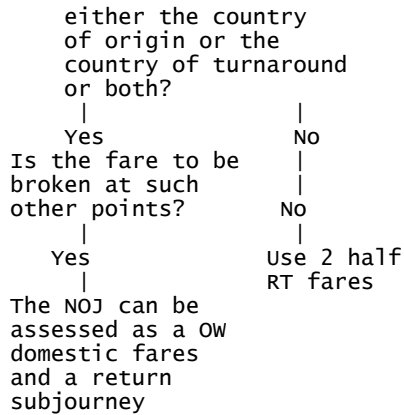 either the country
of origin or the
country of turnaround
or both?
| |
Yes No
Is the fare to be |
broken at such |
other points? No
| |
Yes Use 2 half
| RT fares
The NOJ can be
assessed as a OW
domestic fares
and a return
subjourney